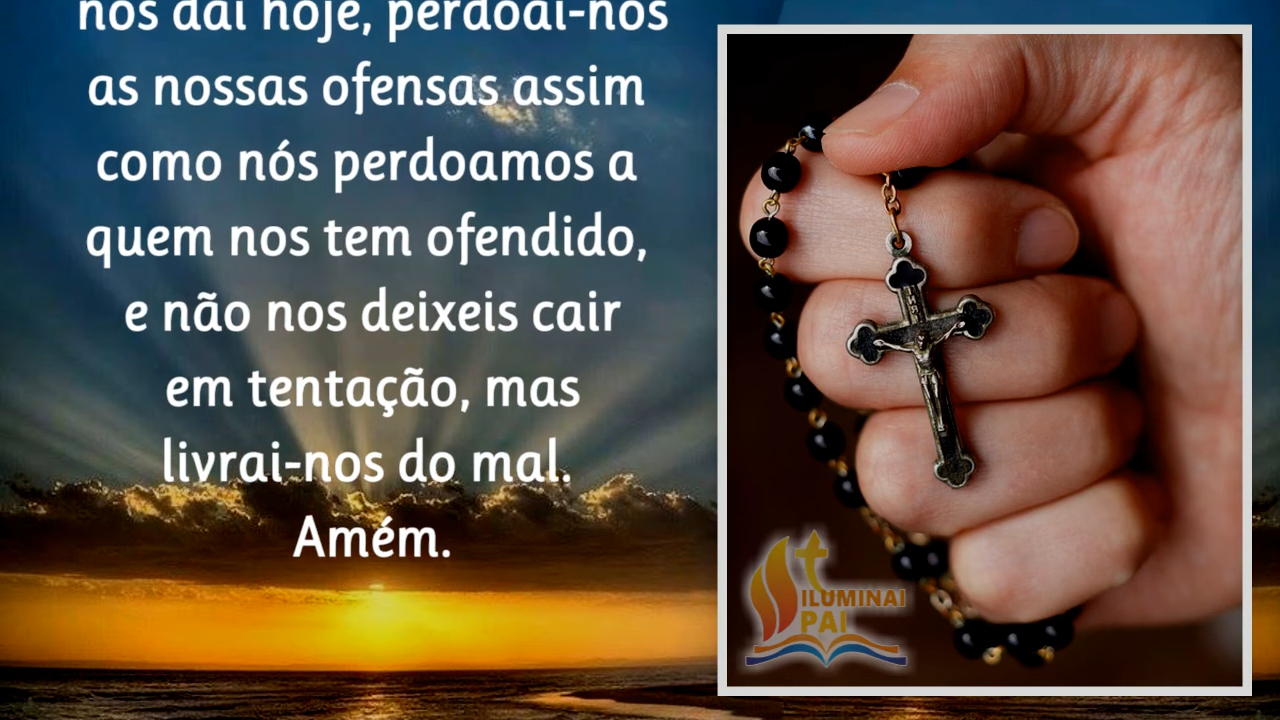 nos dai hoje, perdoai-nos
as nossas ofensas assim
como nós perdoamos a
quem nos tem ofendido,
e não nos deixeis cair
em tentação, mas
livrai-nos do mal.
Amém.
ILUMINAI
PAI